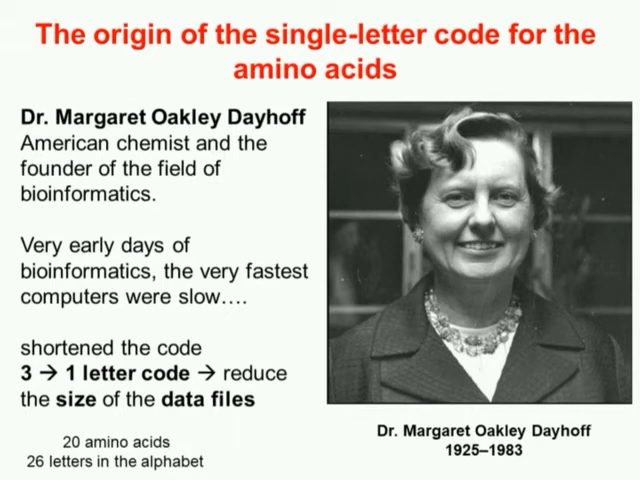 The origin of the single-letter code for the
amino acids
Dr. Margaret Oakley Dayhoff
American chemist and the
founder of the field of
bioinformatics.
Very early days of
bioinformatics, the very fastest
computers were slow….
shortened the code
3 → 1 letter code → reduce
the size of the data files
20 amino acids
26 letters in the alphabet
Dr. Margaret Oakley Dayhoff
1925–1983